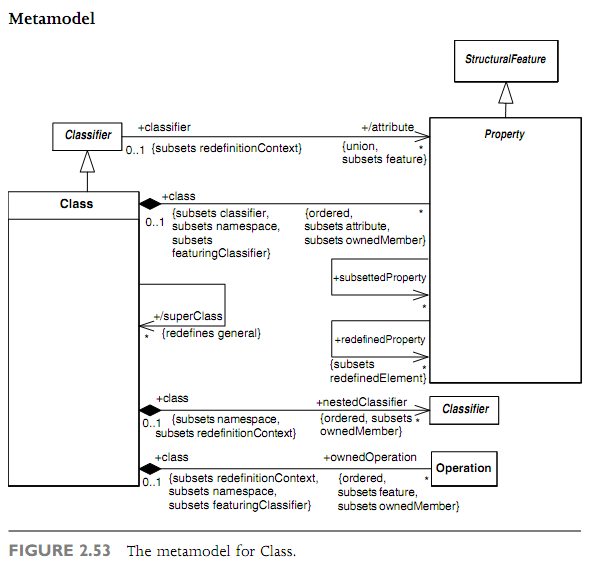 Metamodel
StructuralFeature
+classifier
+/attribute
Classifier
Property
0..1
{subsets redefinitionContext}
{union,
*
subsets feature}
Class
+class
*
0..1
{subsets classifier,
subsets namespace,
subsets
featuringClassifier}
{ordered,
subsets attribute,
subsets ownedMember}
+subsettedProperty
*
+/superClass
*
{redefines general}
+redefinedProperty
*
{subsets
redefinedElement}
+class
+nestedClassifier
Classifier
0..1
{subsets namespace,
subsets redefinitionContext}
{ordered, subsets
*
ownedMember}
+class
+ownedOperation
Operation
0..1
{subsets redefinitionContext,
subsets namespace,
subsets featuringClassifier}
{ordered,
*
subsets feature,
subsets ownedMember}
FIGURE 2.53 The metamodel for Class.